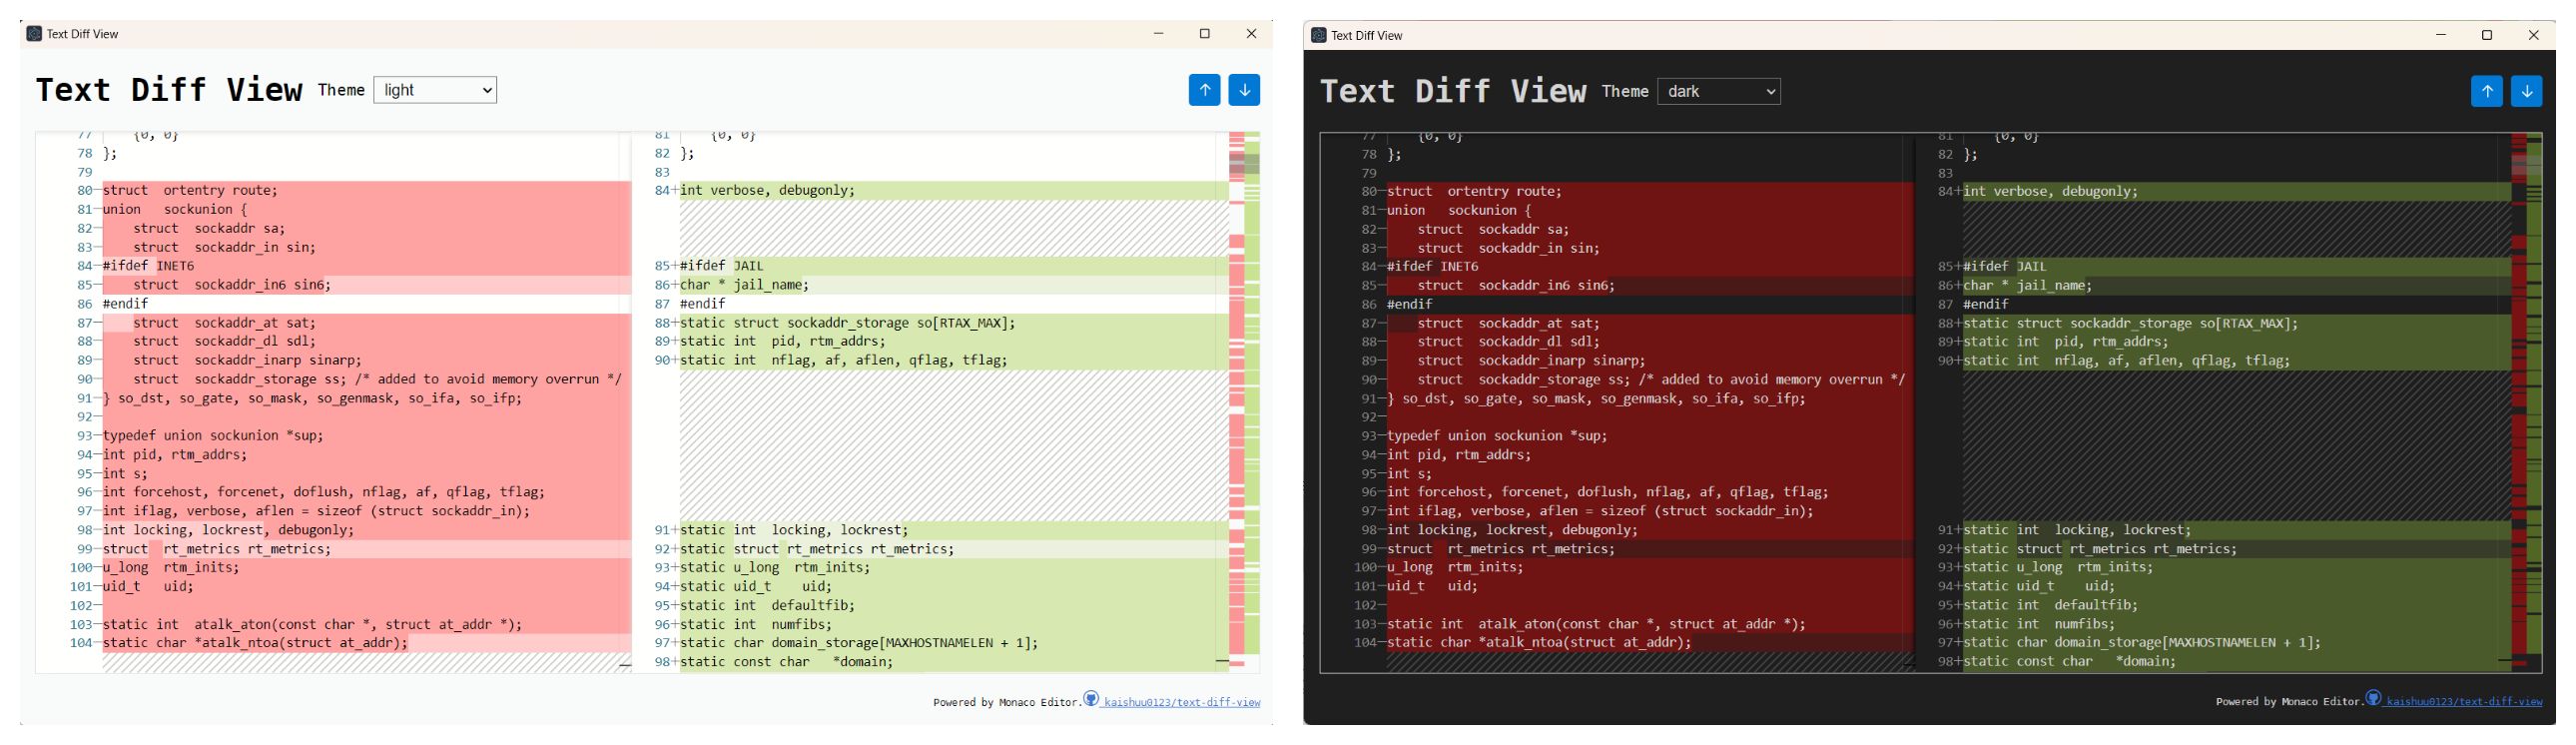 Text Diff View
Text Diff View Theme light
77 {0, 0}
78 };
79
80-struct  ortentry route;
81-union   sockunion {
82-    struct  sockaddr sa;
83-    struct  sockaddr_in sin;
84-#ifdef INET6
85-    struct  sockaddr_in6 sin6;
86 #endif
87-    struct  sockaddr_at sat;
88-    struct  sockaddr_dl sdl;
89-    struct  sockaddr_inarp sinarp;
90-    struct  sockaddr_storage ss; /* added to avoid memory overrun */
91-} so_dst, so_gate, so_mask, so_genmask, so_ifa, so_ifp;
92-
93-typedef union sockunion *sup;
94-int pid, rtm_addrs;
95-int s;
96-int forcehost, forcenet, doflush, nflag, af, qflag, tflag;
97-int iflag, verbose, aflen = sizeof (struct sockaddr_in);
98-int locking, lockrest, debugonly;
99-struct  rt_metrics rt_metrics;
100-u_long  rtm_inits;
101-uid_t   uid;
102-
103-static int  atalk_aton(const char *, struct at_addr *);
104-static char *atalk_ntoa(struct at_addr);
81 {0, 0}
82 };
83
84+int verbose, debugonly;
85+#ifdef JAIL
86+char * jail_name;
87 #endif
88+static struct sockaddr_storage so[RTAX_MAX];
89+static int  pid, rtm_addrs;
90+static int  nflag, af, aflen, qflag, tflag;
91+static int  locking, lockrest;
92+static struct rt_metrics rt_metrics;
93+static u_long  rtm_inits;
94+static uid_t    uid;
95+static int  defaultfib;
96+static int  numfibs;
97+static char domain_storage[MAXHOSTNAMELEN + 1];
98+static const char   *domain;
Powered by Monaco Editor. kaishuu0123/text-diff-view
Text Diff View
Text Diff View Theme dark
77 {0, 0}
78 };
79
80-struct  ortentry route;
81-union   sockunion {
82-    struct  sockaddr sa;
83-    struct  sockaddr_in sin;
84-#ifdef INET6
85-    struct  sockaddr_in6 sin6;
86 #endif
87-    struct  sockaddr_at sat;
88-    struct  sockaddr_dl sdl;
89-    struct  sockaddr_inarp sinarp;
90-    struct  sockaddr_storage ss; /* added to avoid memory overrun */
91-} so_dst, so_gate, so_mask, so_genmask, so_ifa, so_ifp;
92-
93-typedef union sockunion *sup;
94-int pid, rtm_addrs;
95-int s;
96-int forcehost, forcenet, doflush, nflag, af, qflag, tflag;
97-int iflag, verbose, aflen = sizeof (struct sockaddr_in);
98-int locking, lockrest, debugonly;
99-struct  rt_metrics rt_metrics;
100-u_long  rtm_inits;
101-uid_t   uid;
102-
103-static int  atalk_aton(const char *, struct at_addr *);
104-static char *atalk_ntoa(struct at_addr);
81 {0, 0}
82 };
83
84+int verbose, debugonly;
85+#ifdef JAIL
86+char * jail_name;
87 #endif
88+static struct sockaddr_storage so[RTAX_MAX];
89+static int  pid, rtm_addrs;
90+static int  nflag, af, aflen, qflag, tflag;
91+static int  locking, lockrest;
92+static struct rt_metrics rt_metrics;
93+static u_long  rtm_inits;
94+static uid_t    uid;
95+static int  defaultfib;
96+static int  numfibs;
97+static char domain_storage[MAXHOSTNAMELEN + 1];
98+static const char   *domain;
Powered by Monaco Editor. kaishuu0123/text-diff-view